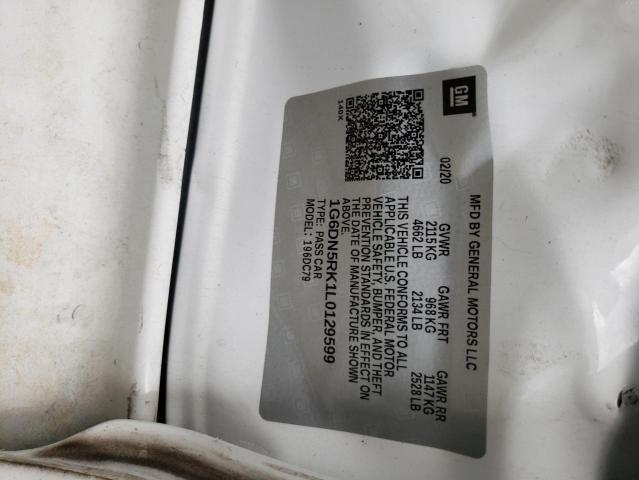 GM
MFD BY GENERAL MOTORS LLC
02/20
GVWR GAWR FRT GAWR RR
2115 KG 968 KG 1147 KG
4662 LB 2134 LB 2528 LB
THIS VEHICLE CONFORMS TO ALL
APPLICABLE U.S. FEDERAL MOTOR
VEHICLE SAFETY, BUMPER, AND THEFT
PREVENTION STANDARDS IN EFFECT ON
THE DATE OF MANUFACTURE SHOWN
ABOVE.
1G6DN5RK1L0129599
TYPE: PASS CAR
MODEL: 196DC79
140X